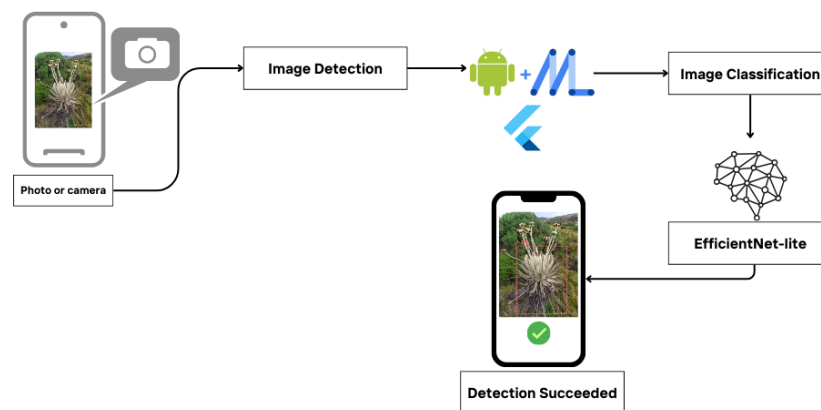 Photo or camera
Image Detection
+
Image Classification
EfficientNet-lite
Detection Succeeded